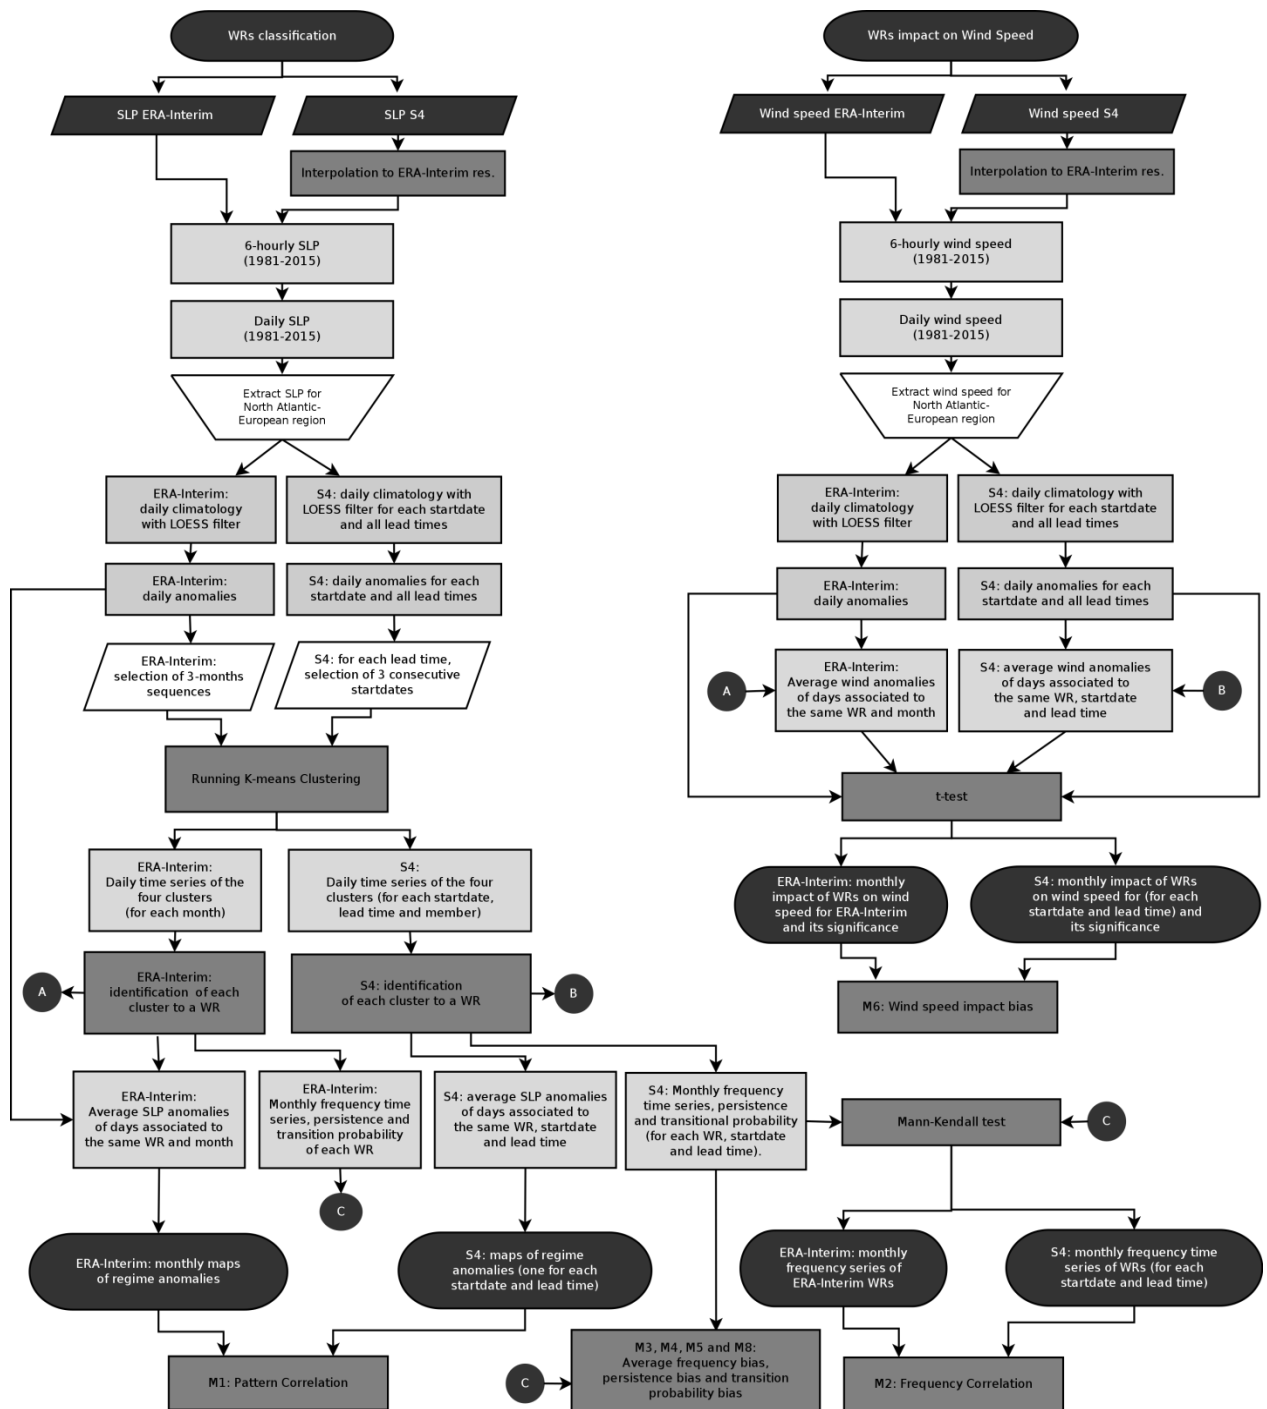 WRs classification
SLP ERA-Interim
SLP S4
Interpolation to ERA-Interim res.
6-hourly SLP
(1981-2015)
Daily SLP
(1981-2015)
Extract SLP for
North Atlantic-
European region
ERA-Interim:
daily climatology
with LOESS filter
S4: daily climatology with
LOESS filter for each startdate
and all lead times
ERA-Interim:
daily anomalies
S4: daily anomalies for each
startdate and all lead times
ERA-Interim:
selection of 3-months
sequences
S4: for each lead time,
selection of 3 consecutive
startdates
Running K-means Clustering
ERA-Interim:
Daily time series of the
four clusters
(for each month)
S4:
Daily time series of the four
clusters (for each startdate,
lead time and member)
A
ERA-Interim:
identification of each
cluster to a WR
S4: identification
of each cluster to a WR
B
ERA-Interim:
Average SLP anomalies
of days associated to
the same WR and month
ERA-Interim:
Monthly frequency time
series, persistence and
transition probability
of each WR
S4: average SLP anomalies
of days associated to
the same WR, startdate
and lead time
S4: Monthly frequency
time series, persistence
and transitional probability
(for each WR, startdate
and lead time).
C
ERA-Interim: monthly maps
of regime anomalies
S4: maps of regime
anomalies (one for each
startdate and lead time)
M1: Pattern Correlation
C
M3, M4, M5 and M8:
Average frequency bias,
persistence bias and transition
probability bias
WRs impact on Wind Speed
Wind speed ERA-Interim
Wind speed S4
Interpolation to ERA-Interim res.
6-hourly wind speed
(1981-2015)
Daily wind speed
(1981-2015)
Extract wind speed for
North Atlantic-
European region
ERA-Interim:
daily climatology
with LOESS filter
S4: daily climatology with
LOESS filter for each startdate
and all lead times
ERA-Interim:
daily anomalies
S4: daily anomalies for each
startdate and all lead times
A
ERA-Interim:
Average wind anomalies
of days associated to
the same WR and month
S4: average wind anomalies
of days associated to
the same WR, startdate
and lead time
B
t-test
ERA-Interim: monthly
impact of WRs on wind
speed for ERA-Interim
and its significance
S4: monthly impact of WRs
on wind speed for (for each
startdate and lead time) and
its significance
M6: Wind speed impact bias
Mann-Kendall test
C
ERA-Interim: monthly
frequency series of
ERA-Interim WRs
S4: monthly frequency time
series of WRs (for each
startdate and lead time)
M2: Frequency Correlation